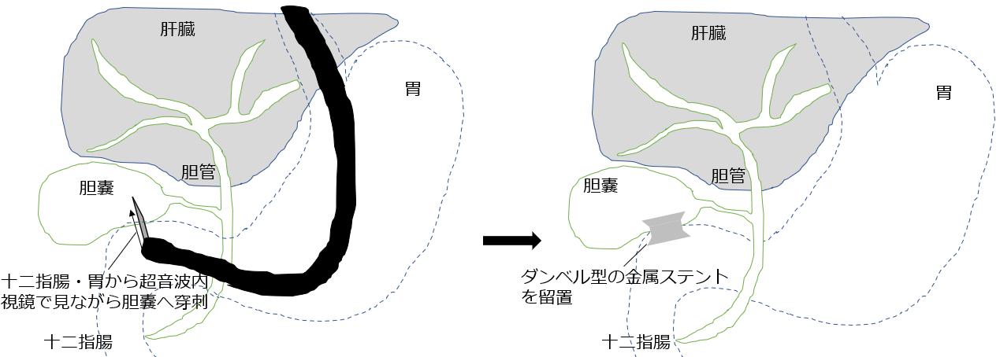 肝臓
胃
胆管
胆嚢
十二指腸・胃から超音波内
視鏡で見ながら胆嚢へ穿刺
十二指腸
肝臓
胃
胆管
胆嚢
ダンベル型の金属ステント
を留置
十二指腸